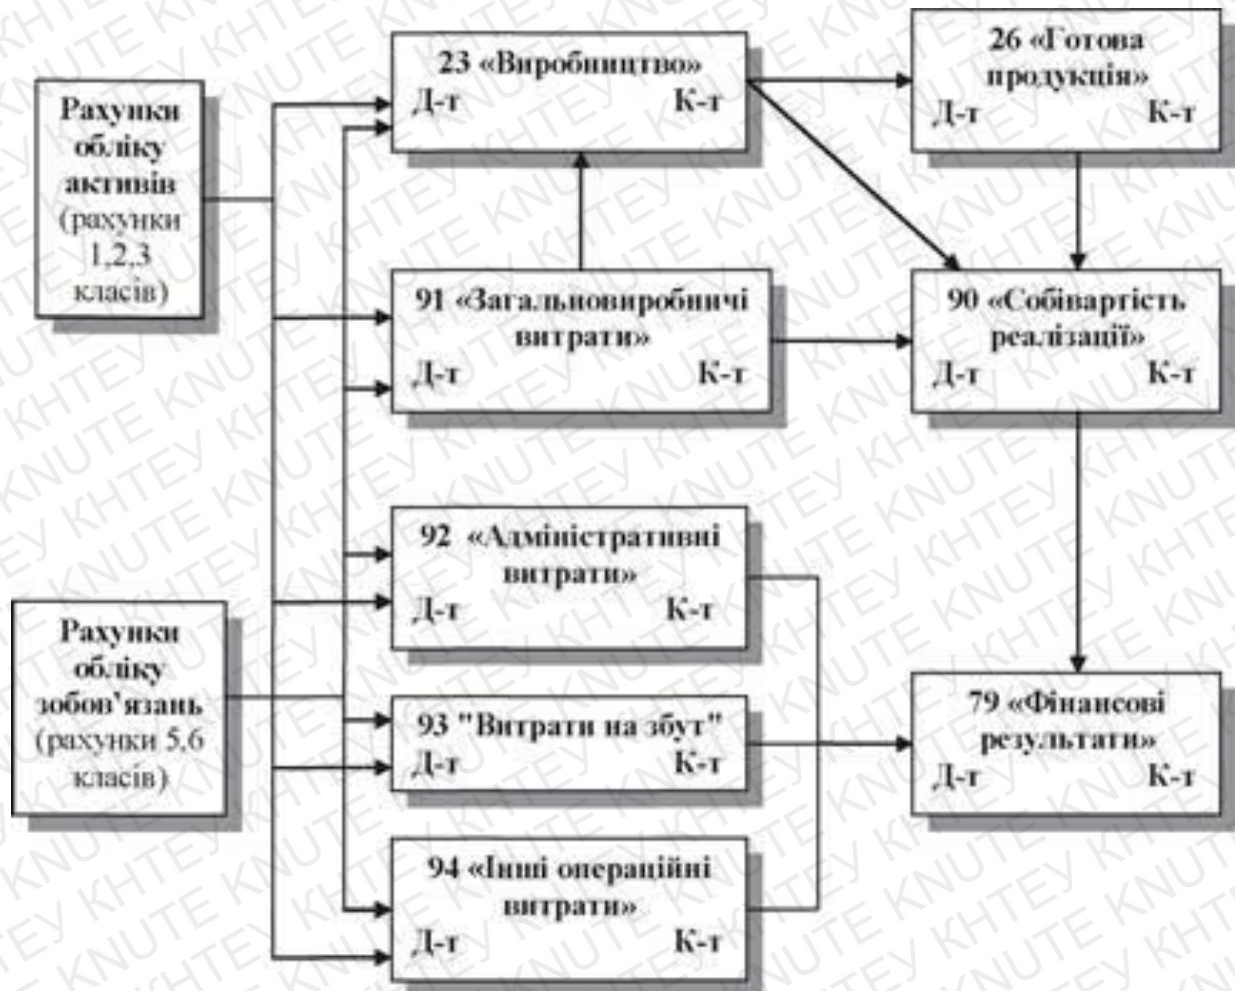 23 «Виробництво»
Д-т К-т
26 «Готова
продукція»
Д-т К-т
Рахунки
обліку
активів
(рахунки
1,2,3
класів)
91 «Загальновиробничі
витрати»
Д-т К-т
90 «Собівартість
реалізації»
Д-т К-т
92 «Адміністративні
витрати»
Д-т К-т
Рахунки
обліку
зобов’язань
(рахунки 5,6
класів)
93 "Витрати на збут"
Д-т К-т
79 «Фінансові
результати»
Д-т К-т
94 «Інші операційні
витрати»
Д-т К-т
KNUTE КНТЕУ